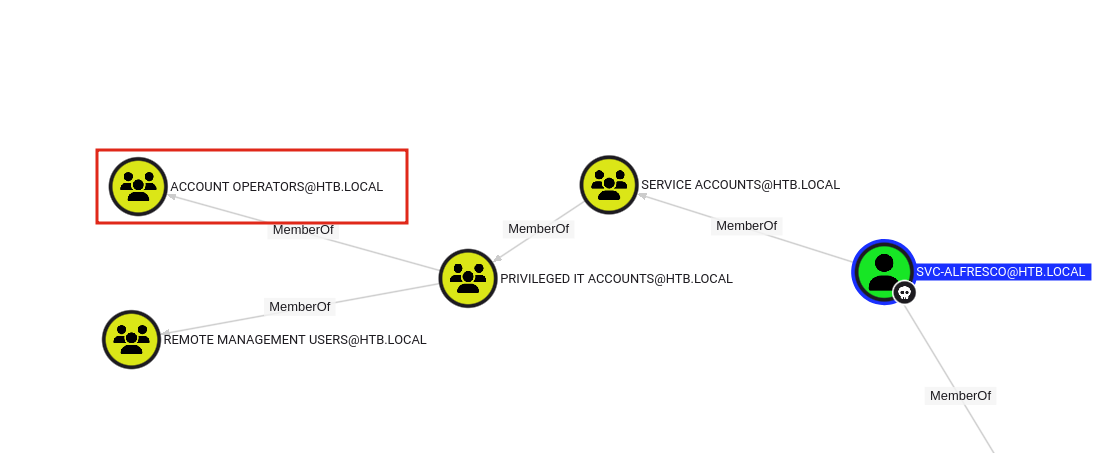 ACCOUNT OPERATORS@HTB.LOCAL
SERVICE ACCOUNTS@HTB.LOCAL
MemberOf
MemberOf
MemberOf
SVC-ALFRESCO@HTB.LOCAL
PRIVILEGED IT ACCOUNTS@HTB.LOCAL
MemberOf
REMOTE MANAGEMENT USERS@HTB.LOCAL
MemberOf